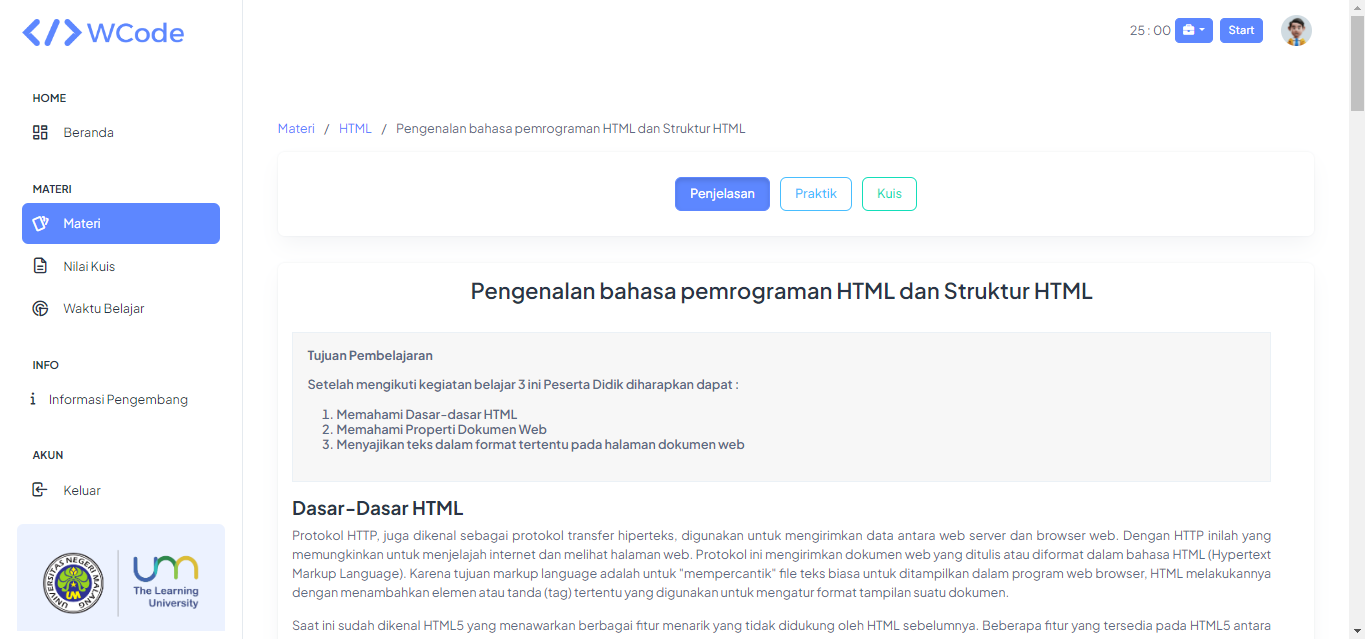 </> WCode
25 : 00
Start
HOME
Beranda
MATERI
Materi
Nilai Kuis
Waktu Belajar
INFO
Informasi Pengembang
AKUN
Keluar
UNIVERSITAS NEGERI MALANG
UM
um
The Learning
University
Materi / HTML / Pengenalan bahasa pemrograman HTML dan Struktur HTML
Penjelasan
Praktik
Kuis
Pengenalan bahasa pemrograman HTML dan Struktur HTML
Tujuan Pembelajaran
Setelah mengikuti kegiatan belajar 3 ini Peserta Didik diharapkan dapat :
1. Memahami Dasar-dasar HTML
2. Memahami Properti Dokumen Web
3. Menyajikan teks dalam format tertentu pada halaman dokumen web
Dasar-Dasar HTML
Protokol HTTP, juga dikenal sebagai protokol transfer hiperteks, digunakan untuk mengirimkan data antara web server dan browser web. Dengan HTTP inilah yang
memungkinkan untuk menjelajah internet dan melihat halaman web. Protokol ini mengirimkan dokumen web yang ditulis atau diformat dalam bahasa HTML (Hypertext
Markup Language). Karena tujuan markup language adalah untuk "mempercantik" file teks biasa untuk ditampilkan dalam program web browser, HTML melakukannya
dengan menambahkan elemen atau tanda (tag) tertentu yang digunakan untuk mengatur format tampilan suatu dokumen.
Saat ini sudah dikenal HTML5 yang menawarkan berbagai fitur menarik yang tidak didukung oleh HTML sebelumnya. Beberapa fitur yang tersedia pada HTML5 antara